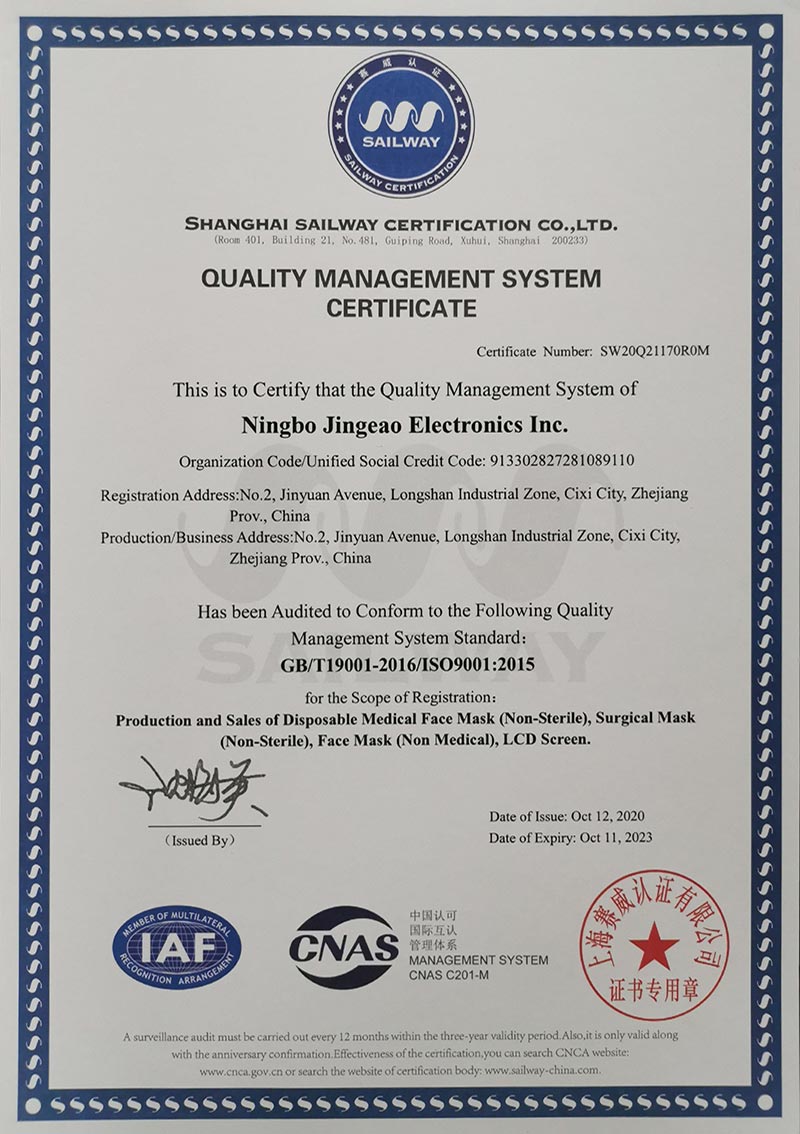 赛威认证
SAILWAY
SAILWAY CERTIFICATION
SHANGHAI SAILWAY CERTIFICATION CO.,LTD.
(Room 401, Building 21, No.481, Guiping Road, Xuhui, Shanghai 200233)
QUALITY MANAGEMENT SYSTEM
CERTIFICATE
Certificate Number: SW20Q21170R0M
This is to Certify that the Quality Management System of
Ningbo Jingeao Electronics Inc.
Organization Code/Unified Social Credit Code: 913302827281089110
Registration Address:No.2, Jinyuan Avenue, Longshan Industrial Zone, Cixi City, Zhejiang
Prov., China
Production/Business Address:No.2, Jinyuan Avenue, Longshan Industrial Zone, Cixi City,
Zhejiang Prov., China
Has been Audited to Conform to the Following Quality
Management System Standard:
SAILWAY
GB/T19001-2016/ISO9001:2015
for the Scope of Registration:
Production and Sales of Disposable Medical Face Mask (Non-Sterile), Surgical Mask
(Non-Sterile), Face Mask (Non Medical), LCD Screen.
(Issued By)
Date of Issue: Oct 12, 2020
Date of Expiry: Oct 11, 2023
MEMBER OF MULTILATERAL
IAF
RECOGNITION ARRANGEMENT
CNAS
中国认可
国际互认
管理体系
MANAGEMENT SYSTEM
CNAS C201-M
上海赛威认证有限公司
证书专用章
A surveillance audit must be carried out every 12 months within the three-year validity period.Also,it is only valid along
with the anniversary confirmation.Effectiveness of the certification,you can search CNCA website:
www.cnca.gov.cn or search the website of certification body: www.sailway-china.com.